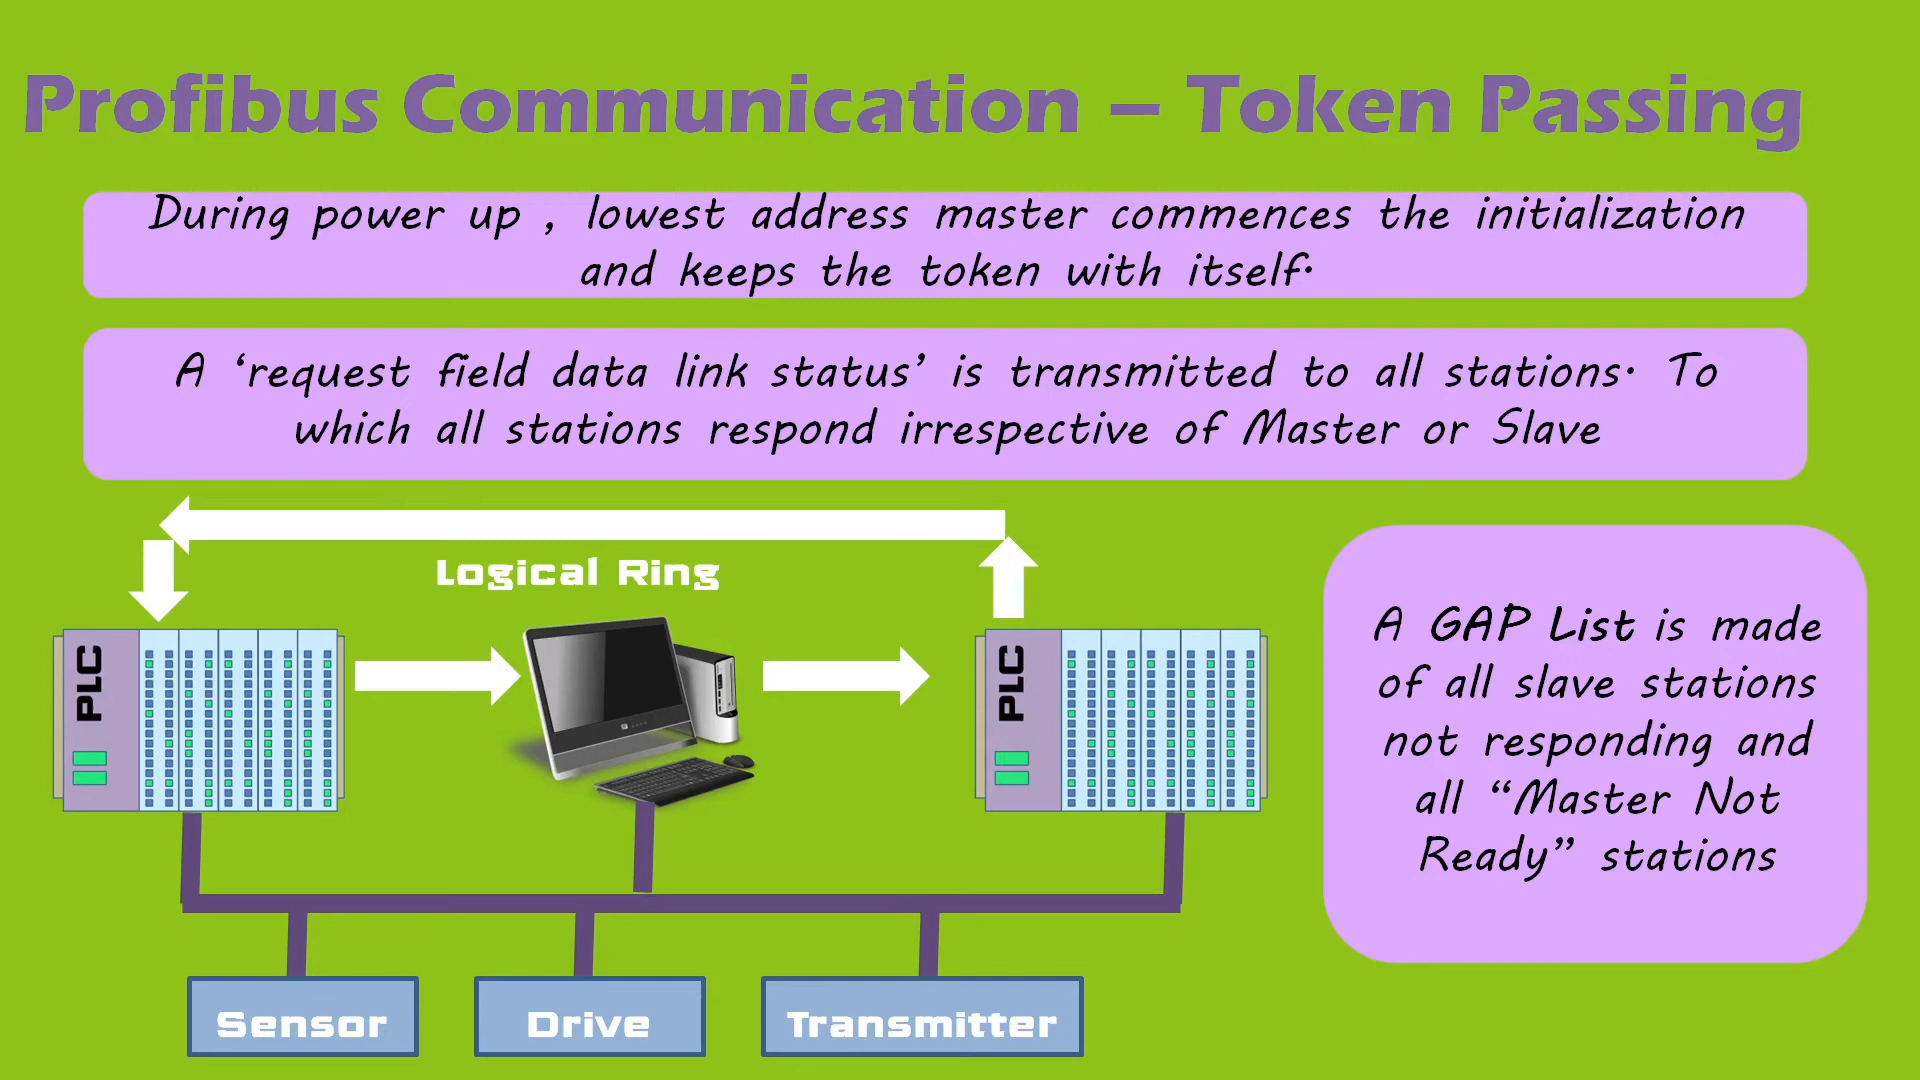 Profibus Communication – Token Passing
During power up , lowest address master commences the initialization
and keeps the token with itself.
A ‘request field data link status’ is transmitted to all stations. To
which all stations respond irrespective of Master or Slave
Logical Ring
PLC
PLC
A GAP List is made
of all slave stations
not responding and
all “Master Not
Ready” stations
Sensor
Drive
Transmitter